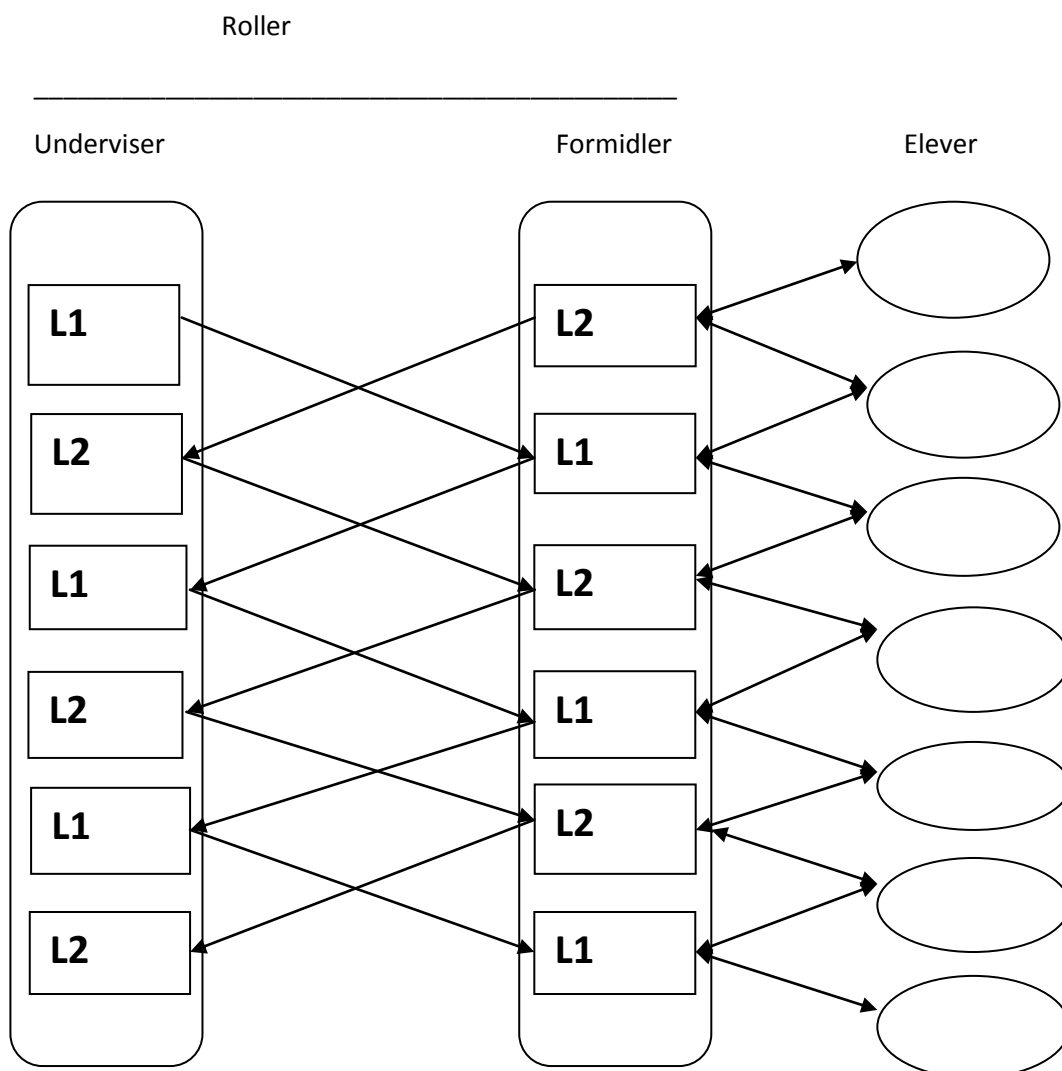 Roller
Underviser Formidler Elever
L1 L2
L2 L1
L1 L2
L2 L1
L1 L2
L2 L1